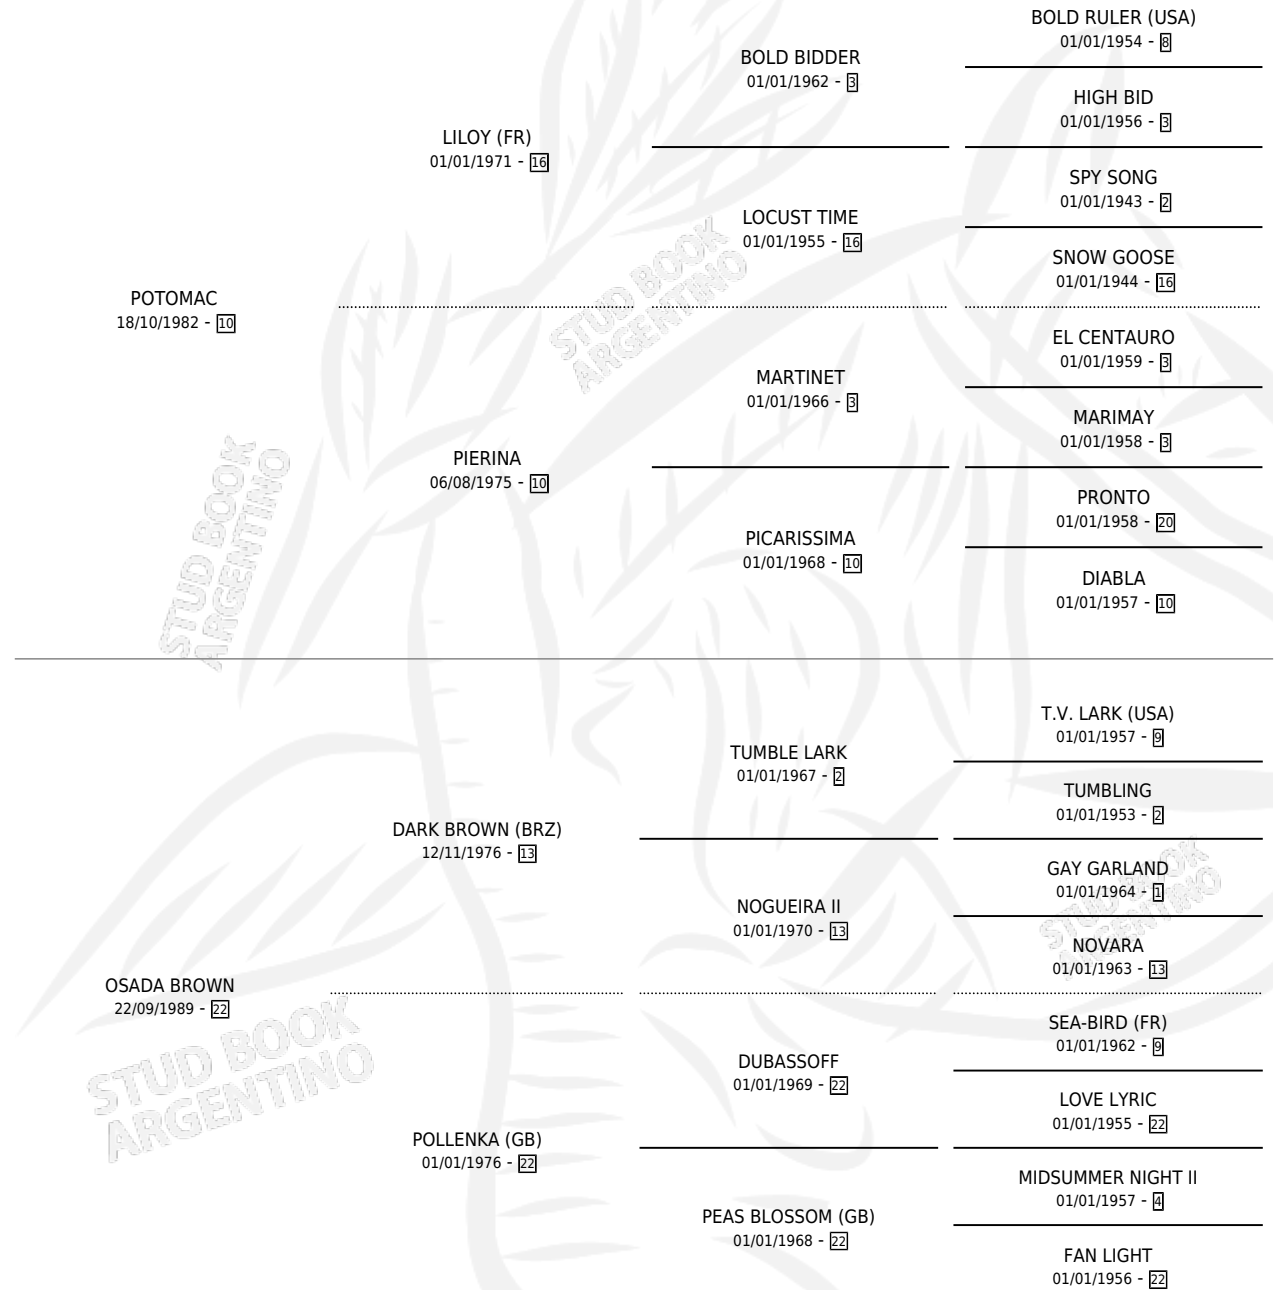 BOLD RULER (USA)
01/01/1954 - 8
BOLD BIDDER
01/01/1962 - 3
HIGH BID
01/01/1956 - 3
LILOY (FR)
01/01/1971 - 16
SPY SONG
01/01/1943 - 2
LOCUST TIME
01/01/1955 - 16
SNOW GOOSE
01/01/1944 - 16
POTOMAC
18/10/1982 - 10
EL CENTAURO
01/01/1959 - 3
MARTINET
01/01/1966 - 3
MARIMAY
01/01/1958 - 3
PIERINA
06/08/1975 - 10
PRONTO
01/01/1958 - 20
PICARISSIMA
01/01/1968 - 10
DIABLA
01/01/1957 - 10
T.V. LARK (USA)
01/01/1957 - 9
TUMBLE LARK
01/01/1967 - 2
TUMBLING
01/01/1953 - 2
DARK BROWN (BRZ)
12/11/1976 - 13
GAY GARLAND
01/01/1964 - 1
NOGUEIRA II
01/01/1970 - 13
NOVARA
01/01/1963 - 13
OSADA BROWN
22/09/1989 - 22
SEA-BIRD (FR)
01/01/1962 - 9
DUBASSOFF
01/01/1969 - 22
LOVE LYRIC
01/01/1955 - 22
POLLENKA (GB)
01/01/1976 - 22
MIDSUMMER NIGHT II
01/01/1957 - 4
PEAS BLOSSOM (GB)
01/01/1968 - 22
FAN LIGHT
01/01/1956 - 22
STUD BOOK
ARGENTINO
STUD BOOK
ARGENTINO
STUD BOOK
ARGENTINO
STUD BOOK
ARGENTINO